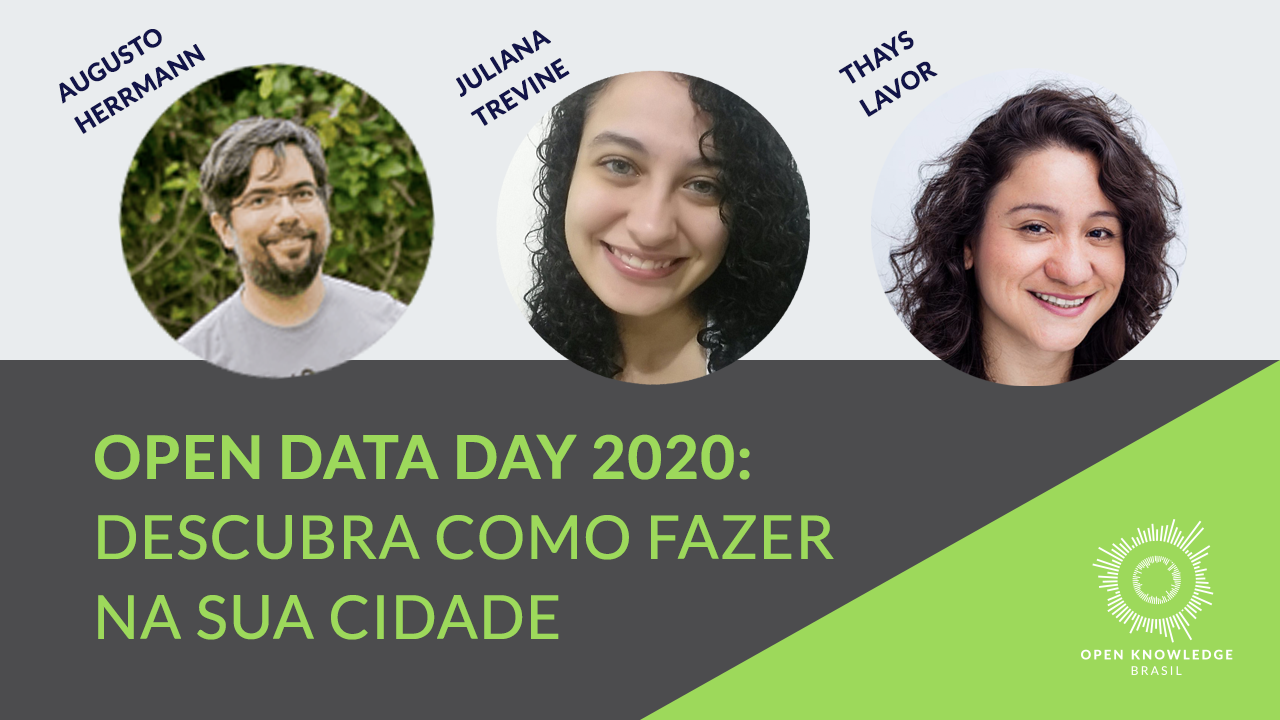 AUGUSTO
HERRMANN
JULIANA
TREVINE
THAYS
LAVOR
OPEN DATA DAY 2020:
DESCUBRA COMO FAZER
NA SUA CIDADE
OPEN KNOWLEDGE
BRASIL